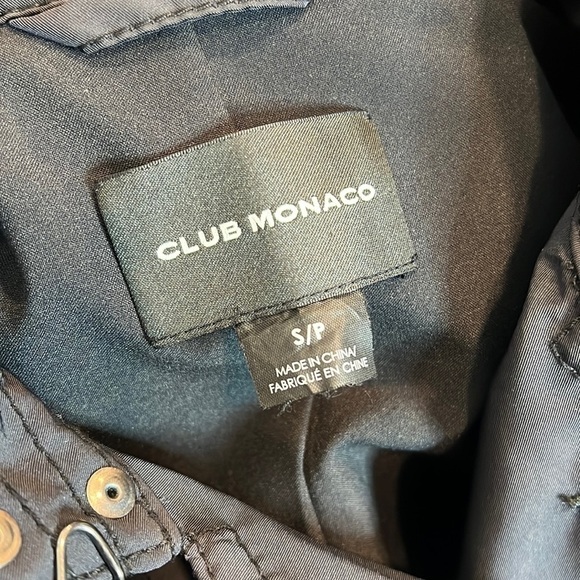 CLUB MONACO
S/P
MADE IN CHINA/
FABRIQUÉ EN CHINE